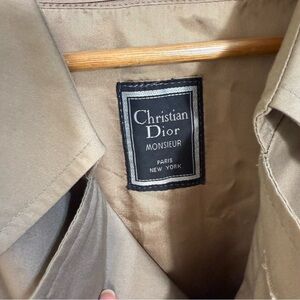 Christian
Dior
MONSIEUR
PARIS
NEW YORK